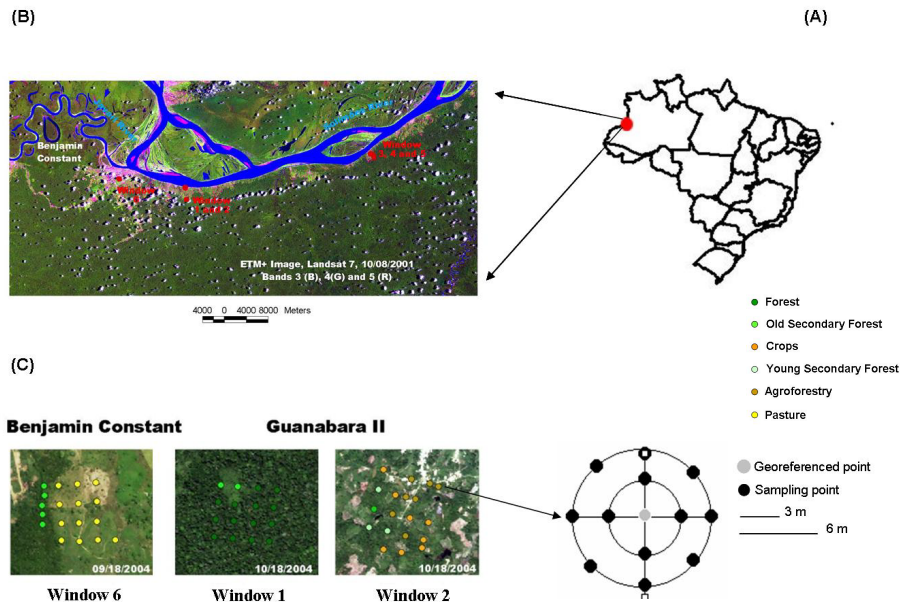 (B)
(A)
Benjamin
Constant
Window
3, 4 and 5
Window
6
Window
1 and 2
ETM+ Image, Landsat 7, 10/08/2001
Bands 3 (B), 4(G) and 5 (R)
4000 0 4000 8000 Meters
Forest
Old Secondary Forest
Crops
Young Secondary Forest
Agroforestry
Pasture
(C)
Benjamin Constant
Guanabara II
09/18/2004
10/18/2004
10/18/2004
Window 6
Window 1
Window 2
Georeferenced point
Sampling point
3 m
6 m